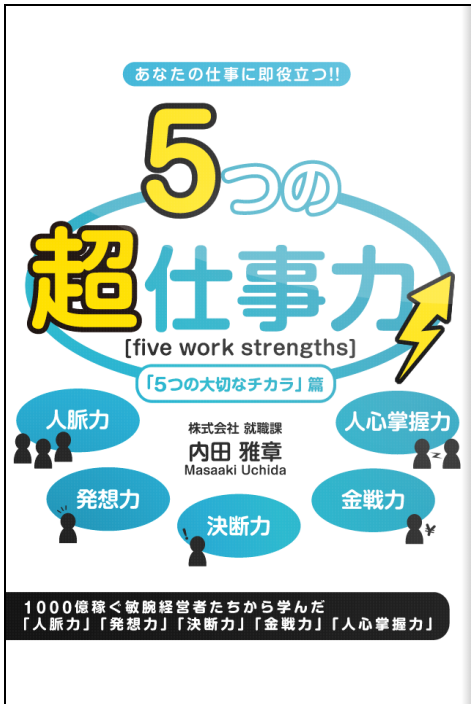 あなたの仕事に即役立つ!!
5つの
超仕事力
[five work strengths]
「5つの大切なチカラ」篇
人脈力
人心掌握力
株式会社 就職課
内田 雅章
Masaaki Uchida
発想力
金戦力
決断力
z
!
¥
1000億稼ぐ敏腕経営者たちから学んだ
「人脈力」「発想力」「決断力」「金戦力」「人心掌握力」